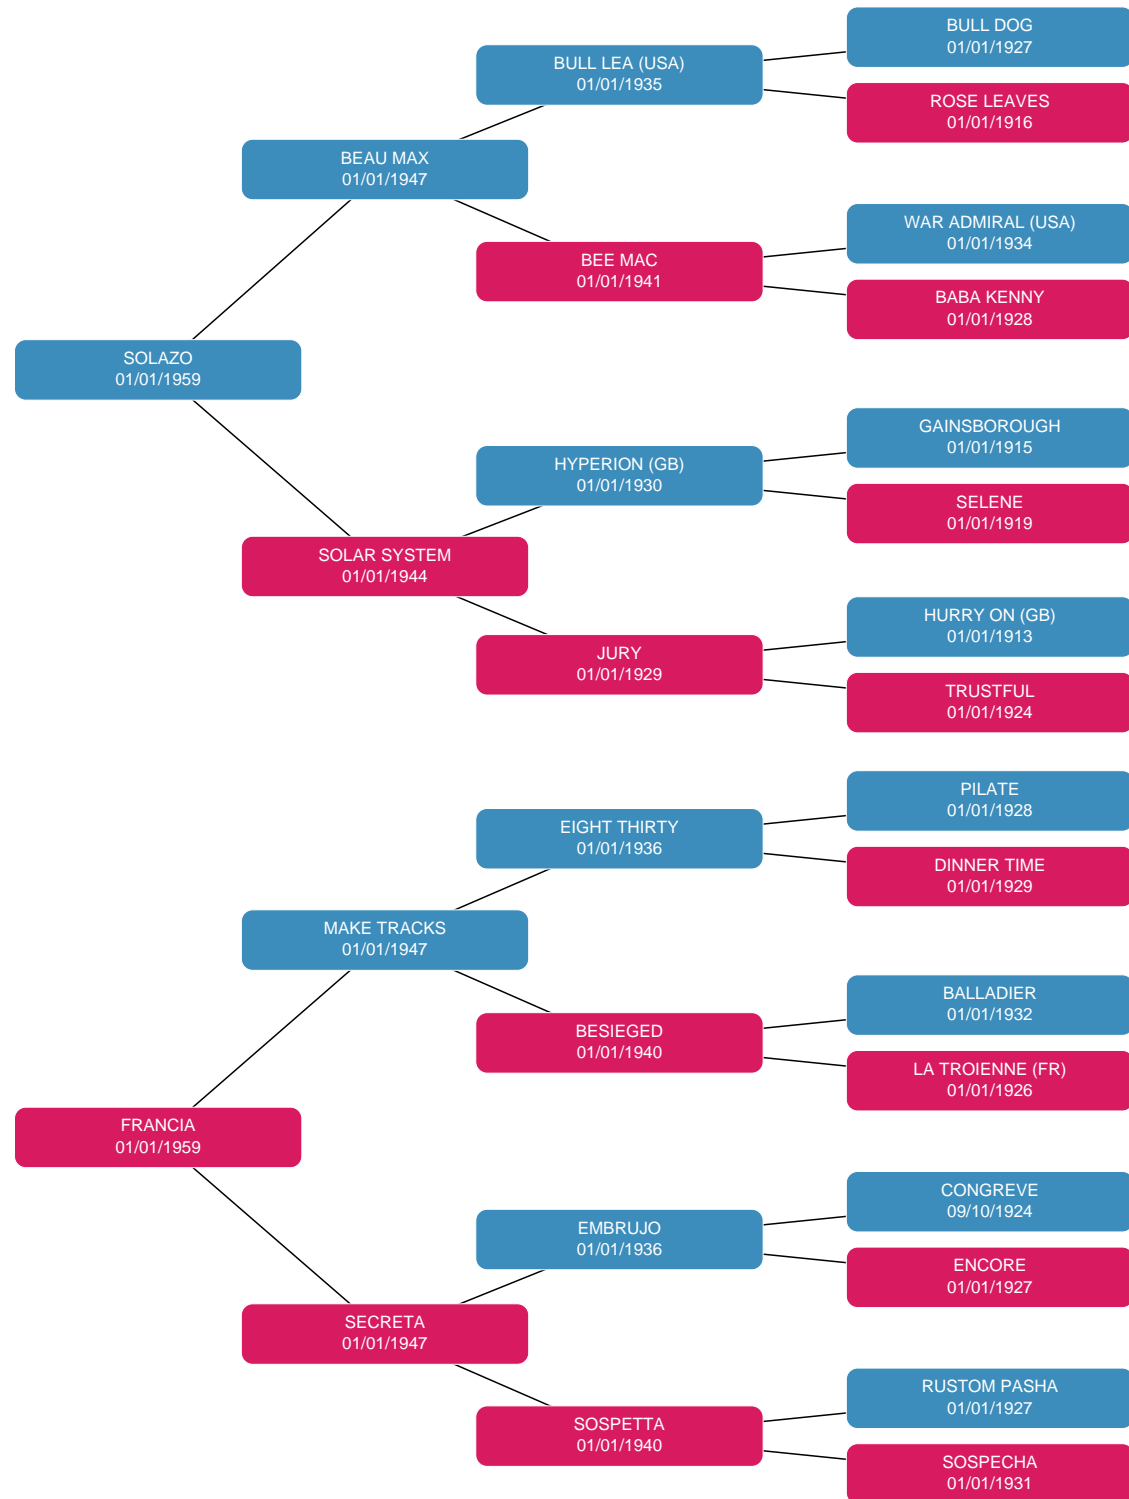 BULL DOG
01/01/1927
BULL LEA (USA)
01/01/1935
ROSE LEAVES
01/01/1916
BEAU MAX
01/01/1947
WAR ADMIRAL (USA)
01/01/1934
BEE MAC
01/01/1941
BABA KENNY
01/01/1928
SOLAZO
01/01/1959
GAINSBOROUGH
01/01/1915
HYPERION (GB)
01/01/1930
SELENE
01/01/1919
SOLAR SYSTEM
01/01/1944
HURRY ON (GB)
01/01/1913
JURY
01/01/1929
TRUSTFUL
01/01/1924
PILATE
01/01/1928
EIGHT THIRTY
01/01/1936
DINNER TIME
01/01/1929
MAKE TRACKS
01/01/1947
BALLADIER
01/01/1932
BESIEGED
01/01/1940
LA TROIENNE (FR)
01/01/1926
FRANCIA
01/01/1959
CONGREVE
09/10/1924
EMBRUJO
01/01/1936
ENCORE
01/01/1927
SECRETA
01/01/1947
RUSTOM PASHA
01/01/1927
SOSPETTA
01/01/1940
SOSPECHA
01/01/1931